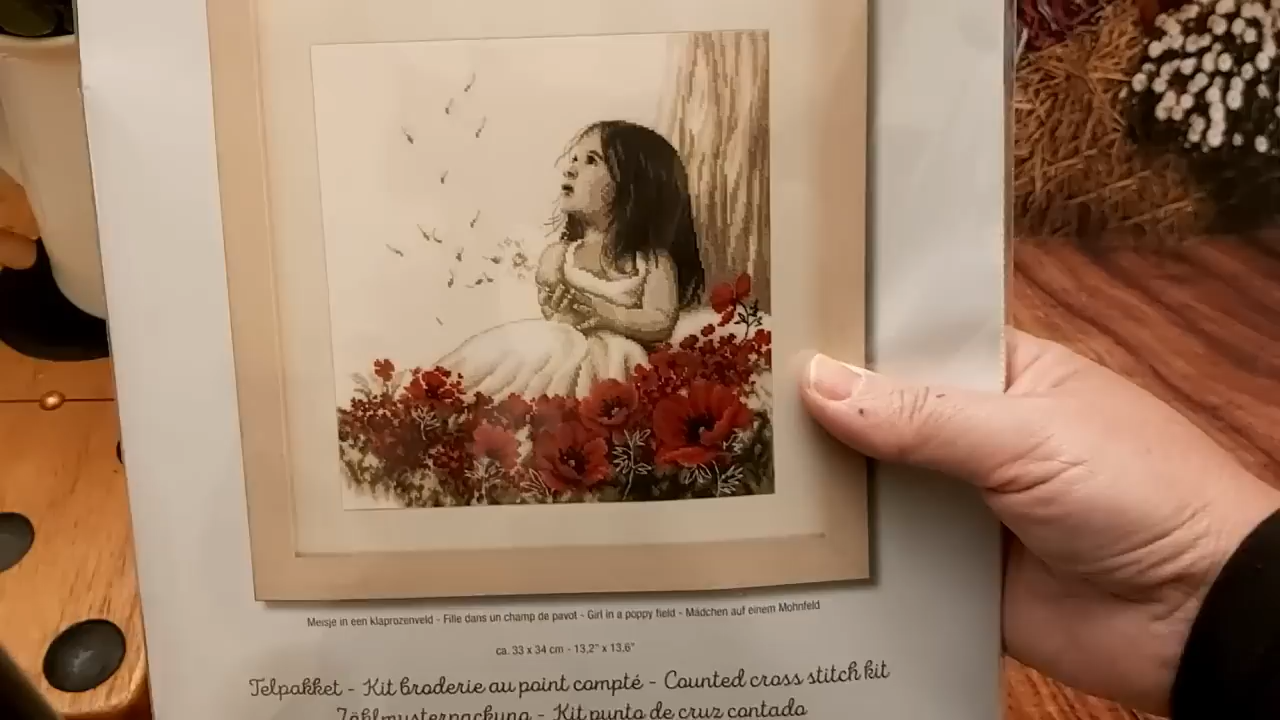 Meisje in een klaprozenveld - Fille dans un champ de pavot - Girl in a poppy field - Mädchen auf einem Mohnfeld
ca. 33 x 34 cm - 13,2" x 13,6"
Telpakket - Kit broderie au point compté - Counted cross stitch kit
Zählmusterpackung - Kit punto de cruz contado